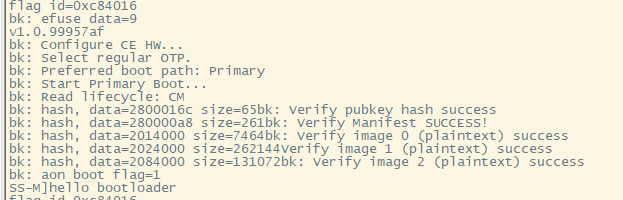 flag id=0xc84016
bk: efuse data=9
v1.0.99957af
bk: Configure CE HW...
bk: Select regular OTP.
bk: Preferred boot path: Primary
bk: Start Primary Boot...
bk: Read lifecycle: CM
bk: hash, data=2800016c size=65bk: Verify pubkey hash success
bk: hash, data=280000a8 size=261bk: Verify Manifest SUCCESS!
bk: hash, data=2014000 size=7464bk: Verify image 0 (plaintext) success
bk: hash, data=2024000 size=262144Verify image 1 (plaintext) success
bk: hash, data=2084000 size=131072bk: Verify image 2 (plaintext) success
bk: aon boot flag=1
SS-M]hello bootloader
flag id=0xc84016